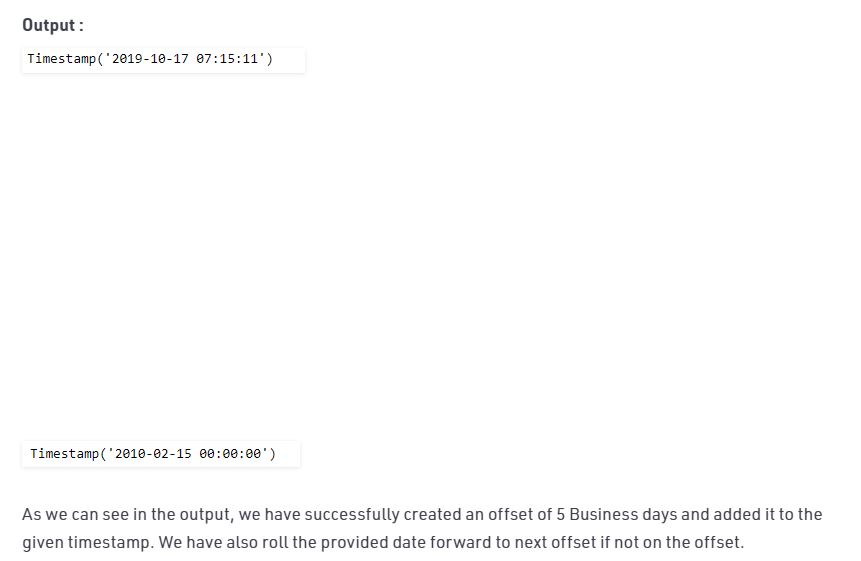 Output :
Timestamp('2019-10-17 07:15:11')
Timestamp('2010-02-15 00:00:00')
As we can see in the output, we have successfully created an offset of 5 Business days and added it to the
given timestamp. We have also roll the provided date forward to next offset if not on the offset.